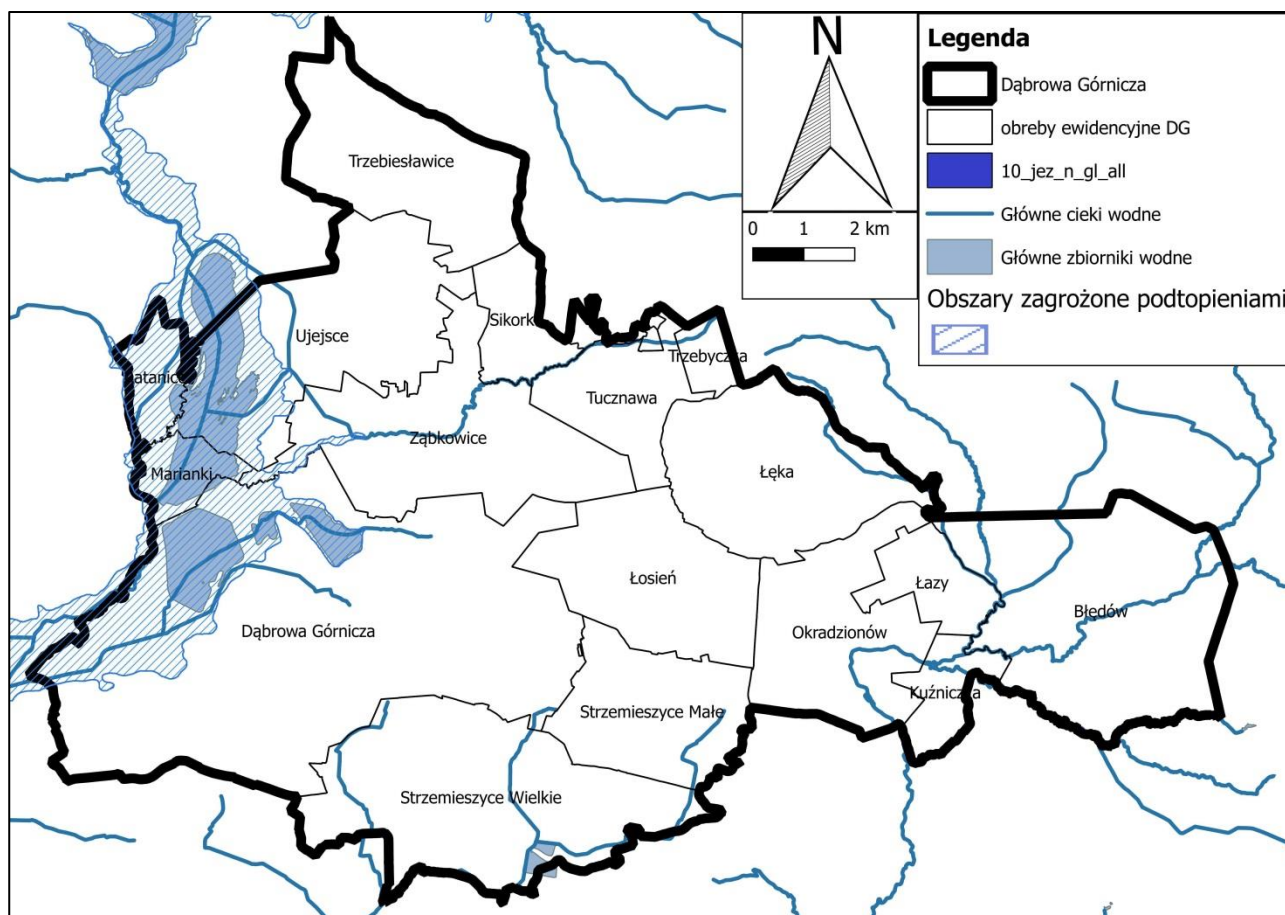 N
0 1 2 km
Legenda
Dąbrowa Górnicza
obreby ewidencyjne DG
10_jez_n_gl_all
Główne cieki wodne
Główne zbiorniki wodne
Obszary zagrożone podtopieniami
Trzebiesławice
Sikorka
Ujejsce
Trzebyczka
Tucznawa
Ząbkowice
Marianki
Łęka
Łosień
Łazy
Błędów
Dąbrowa Górnicza
Okradzionów
Kuźniczka
Strzemieszyce Małe
Strzemieszyce Wielkie